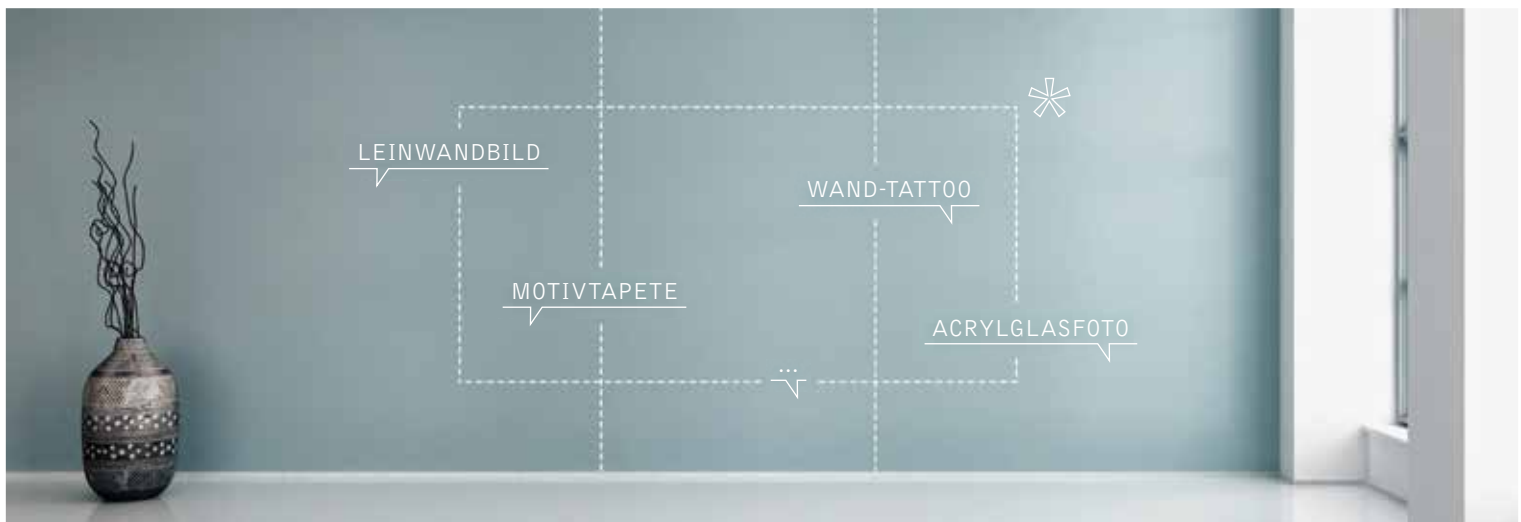 LEINWANDBILD
WAND-TATTOO
MOTIVTAPETE
ACRYLGLASFOTO
...